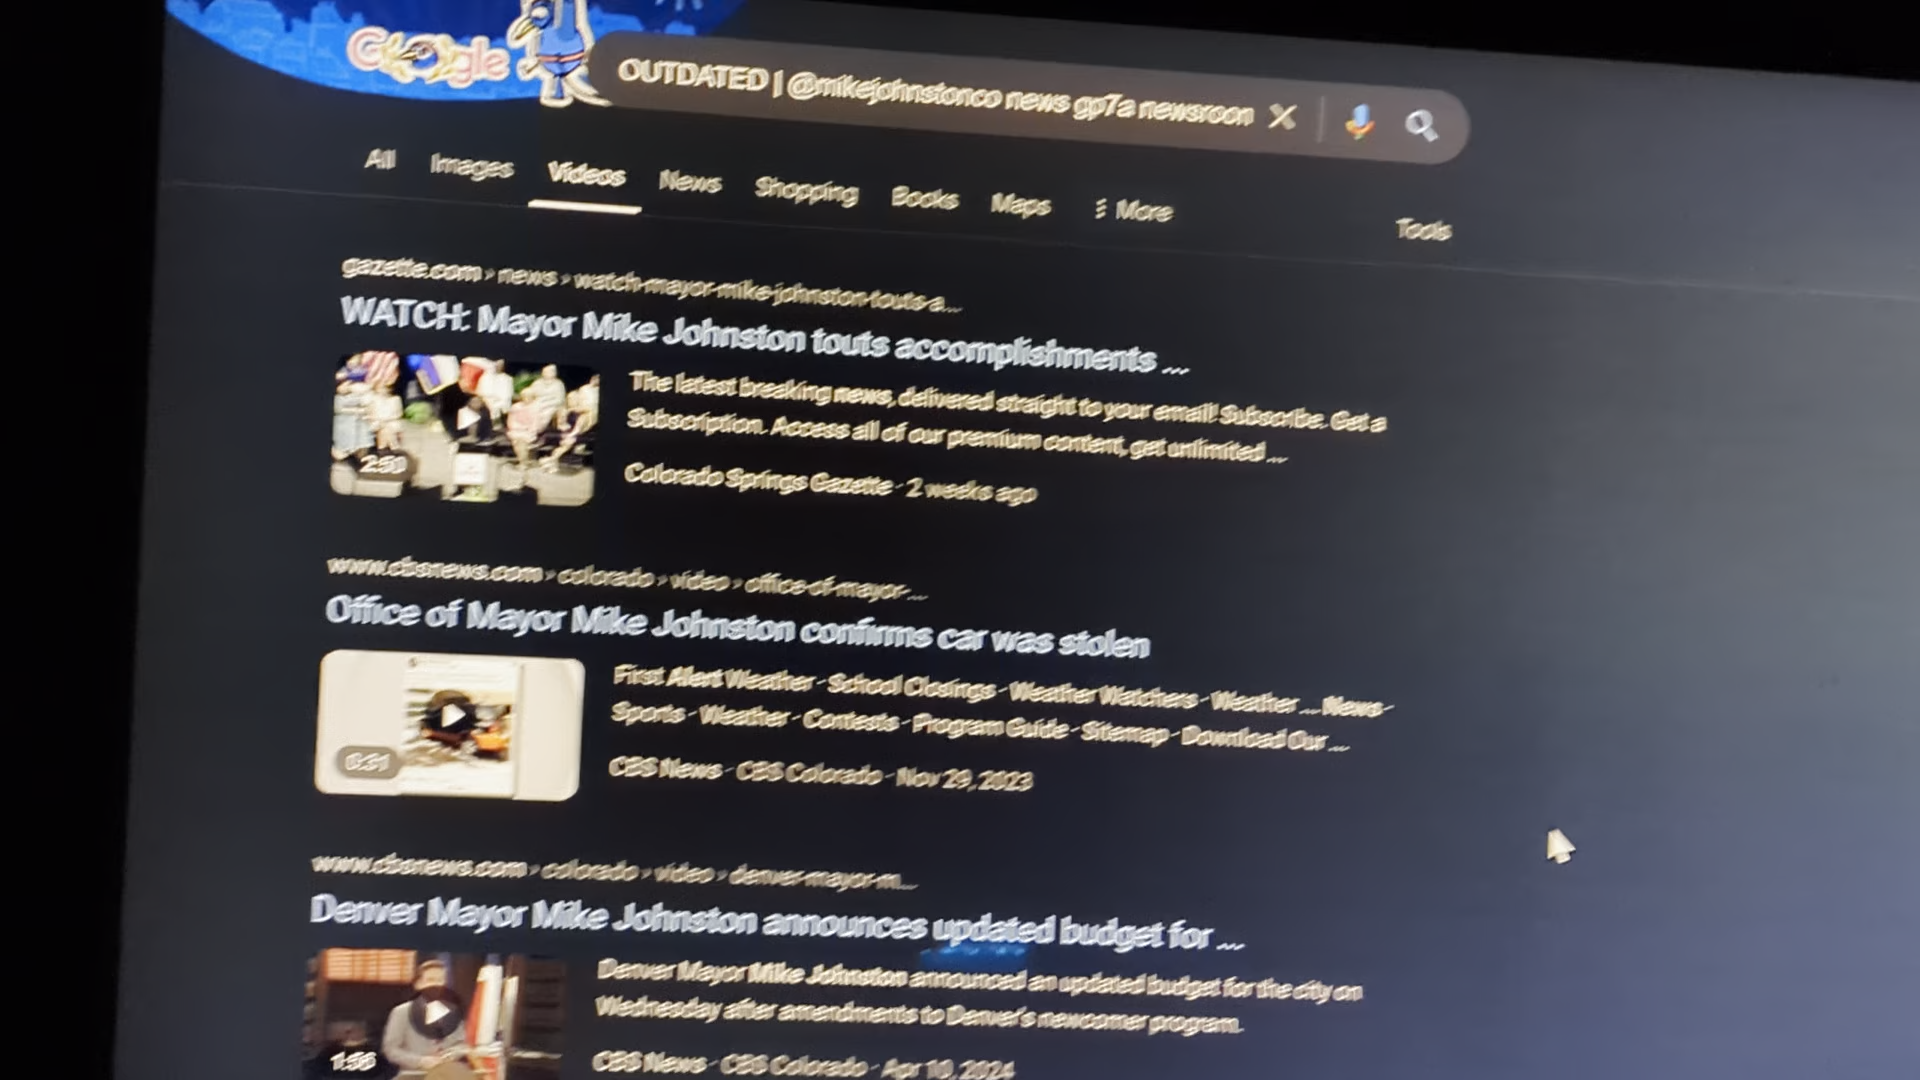 Google
OUTDATED | @mikejohnstonco news gp7a newsroon
All Images Videos News Shopping Books Maps More Tools
gazette.com › news › watch-mayor-mike-johnston-touts-a...
WATCH: Mayor Mike Johnston touts accomplishments ...
The latest breaking news, delivered straight to your email! Subscribe. Get a
Subscription. Access all of our premium content, get unlimited ...
2:50
Colorado Springs Gazette · 2 weeks ago
www.cbsnews.com › colorado › video › office-of-mayor-...
Office of Mayor Mike Johnston confirms car was stolen
First Alert Weather · School Closings · Weather Watchers · Weather ... News ·
Sports · Weather · Contests · Program Guide · Sitemap · Download Our ...
0:31
CBS News · CBS Colorado · Nov 29, 2023
www.cbsnews.com › colorado › video › denver-mayor-m...
Denver Mayor Mike Johnston announces updated budget for ...
Denver Mayor Mike Johnston announced an updated budget for the city on
Wednesday after amendments to Denver's newcomer program.
1:56
CBS News · CBS Colorado · Apr 10, 2024